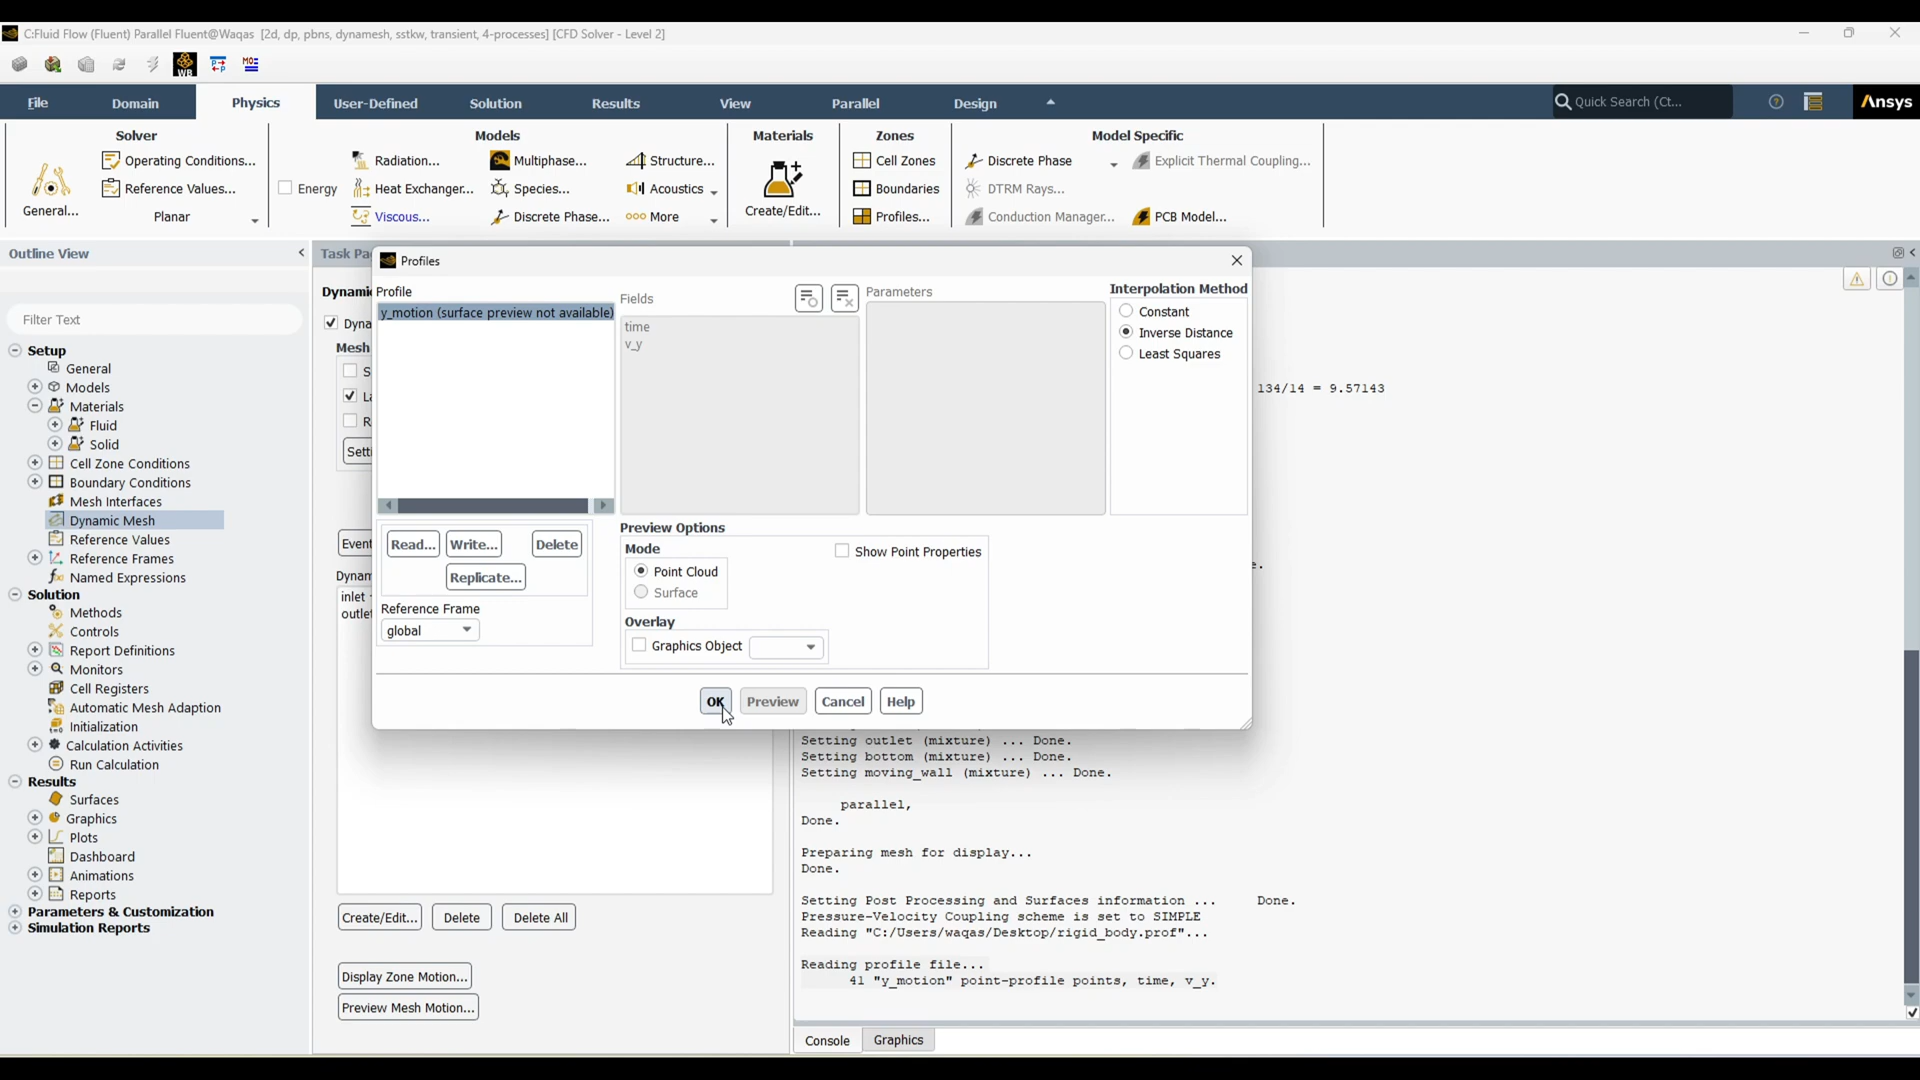 C:Fluid Flow (Fluent) Parallel Fluent@Waqas [2d, dp, pbns, dynamesh, sstkw, transient, 4-processes] [CFD Solver - Level 2]
WB
File Domain Physics User-Defined Solution Results View Parallel Design Quick Search (Ct... Ansys
Solver Models Materials Zones Model Specific
Operating Conditions... Radiation... Multiphase... Structure... Cell Zones Discrete Phase Explicit Thermal Coupling...
Reference Values... Energy Heat Exchanger... Species... Acoustics Boundaries DTRM Rays...
General... Planar Viscous... Discrete Phase... More Create/Edit... Profiles... Conduction Manager... PCB Model...
Outline View
Filter Text
Setup
General
Models
Materials
Fluid
Solid
Cell Zone Conditions
Boundary Conditions
Mesh Interfaces
Dynamic Mesh
Reference Values
Reference Frames
Named Expressions
Solution
Methods
Controls
Report Definitions
Monitors
Cell Registers
Automatic Mesh Adaption
Initialization
Calculation Activities
Run Calculation
Results
Surfaces
Graphics
Plots
Dashboard
Animations
Reports
Parameters & Customization
Simulation Reports
Task Pa
Dynami
Dyna
Mesh
S
La
R
Setti
Event
Dynam
inlet
outlet
Create/Edit... Delete Delete All
Display Zone Motion...
Preview Mesh Motion...
Profiles
Profile
y_motion (surface preview not available)
Fields
time
v_y
Parameters
Interpolation Method
Constant
Inverse Distance
Least Squares
Read... Write... Delete
Replicate...
Reference Frame
global
Preview Options
Mode
Point Cloud
Surface
Show Point Properties
Overlay
Graphics Object
OK Preview Cancel Help
134/14 = 9.57143
e.
Setting outlet (mixture) ... Done.
Setting bottom (mixture) ... Done.
Setting moving_wall (mixture) ... Done.
parallel,
Done.
Preparing mesh for display...
Done.
Setting Post Processing and Surfaces information ... Done.
Pressure-Velocity Coupling scheme is set to SIMPLE
Reading "C:/Users/waqas/Desktop/rigid_body.prof"...
Reading profile file...
41 "y_motion" point-profile points, time, v_y.
Console Graphics